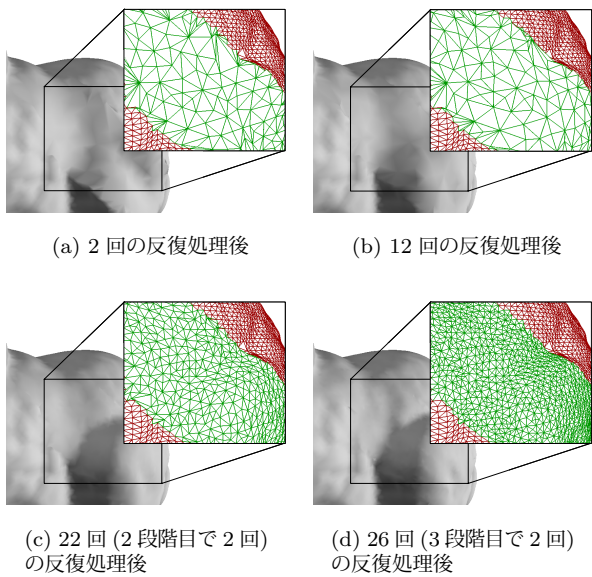 (a) 2 回の反復処理後
(b) 12 回の反復処理後
(c) 22 回 (2 段階目で 2 回)
の反復処理後
(d) 26 回 (3 段階目で 2 回)
の反復処理後